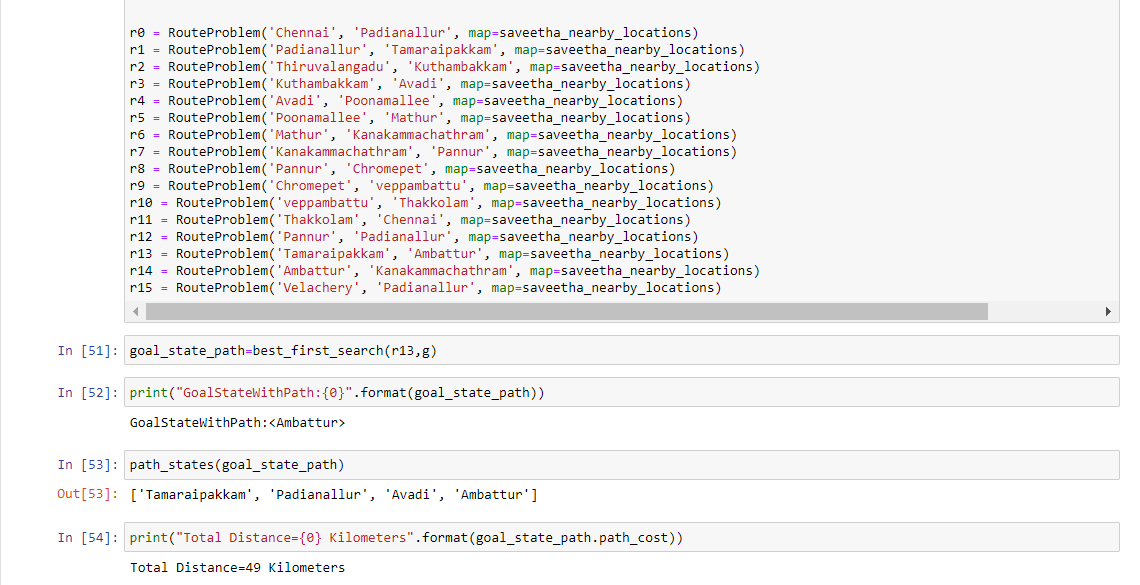 r0 = RouteProblem('Chennai', 'Padianallur', map=saveetha_nearby_locations)
r1 = RouteProblem('Padianallur', 'Tamaraipakkam', map=saveetha_nearby_locations)
r2 = RouteProblem('Thiruvalangadu', 'Kuthambakkam', map=saveetha_nearby_locations)
r3 = RouteProblem('Kuthambakkam', 'Avadi', map=saveetha_nearby_locations)
r4 = RouteProblem('Avadi', 'Poonamallee', map=saveetha_nearby_locations)
r5 = RouteProblem('Poonamallee', 'Mathur', map=saveetha_nearby_locations)
r6 = RouteProblem('Mathur', 'Kanakammachathram', map=saveetha_nearby_locations)
r7 = RouteProblem('Kanakammachathram', 'Pannur', map=saveetha_nearby_locations)
r8 = RouteProblem('Pannur', 'Chromepet', map=saveetha_nearby_locations)
r9 = RouteProblem('Chromepet', 'veppambattu', map=saveetha_nearby_locations)
r10 = RouteProblem('veppambattu', 'Thakkolam', map=saveetha_nearby_locations)
r11 = RouteProblem('Thakkolam', 'Chennai', map=saveetha_nearby_locations)
r12 = RouteProblem('Pannur', 'Padianallur', map=saveetha_nearby_locations)
r13 = RouteProblem('Tamaraipakkam', 'Ambattur', map=saveetha_nearby_locations)
r14 = RouteProblem('Ambattur', 'Kanakammachathram', map=saveetha_nearby_locations)
r15 = RouteProblem('Velachery', 'Padianallur', map=saveetha_nearby_locations)
In [51]: goal_state_path=best_first_search(r13,g)
In [52]: print("GoalStateWithPath:{0}".format(goal_state_path))
GoalStateWithPath:<Ambattur>
In [53]: path_states(goal_state_path)
Out[53]: ['Tamaraipakkam', 'Padianallur', 'Avadi', 'Ambattur']
In [54]: print("Total Distance={0} Kilometers".format(goal_state_path.path_cost))
Total Distance=49 Kilometers